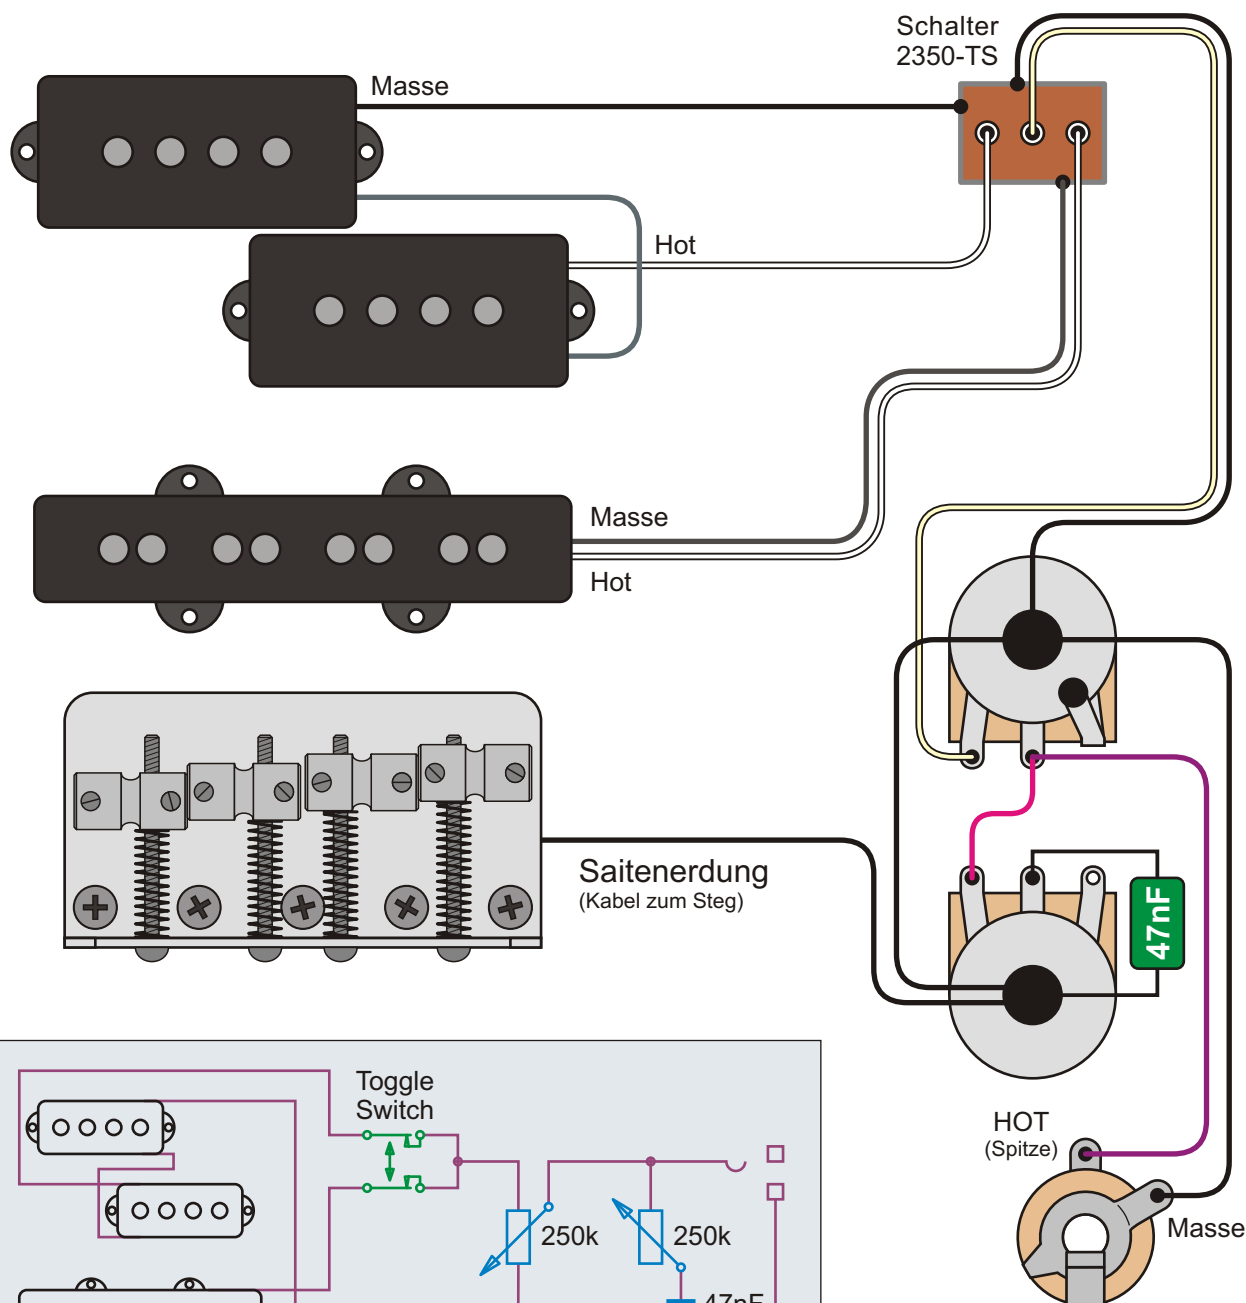 Schalter
2350-TS
Masse
Hot
Masse
Hot
Saitenerdung
(Kabel zum Steg)
47nF
Toggle
Switch
HOT
(Spitze)
250k
250k
Masse
47nF